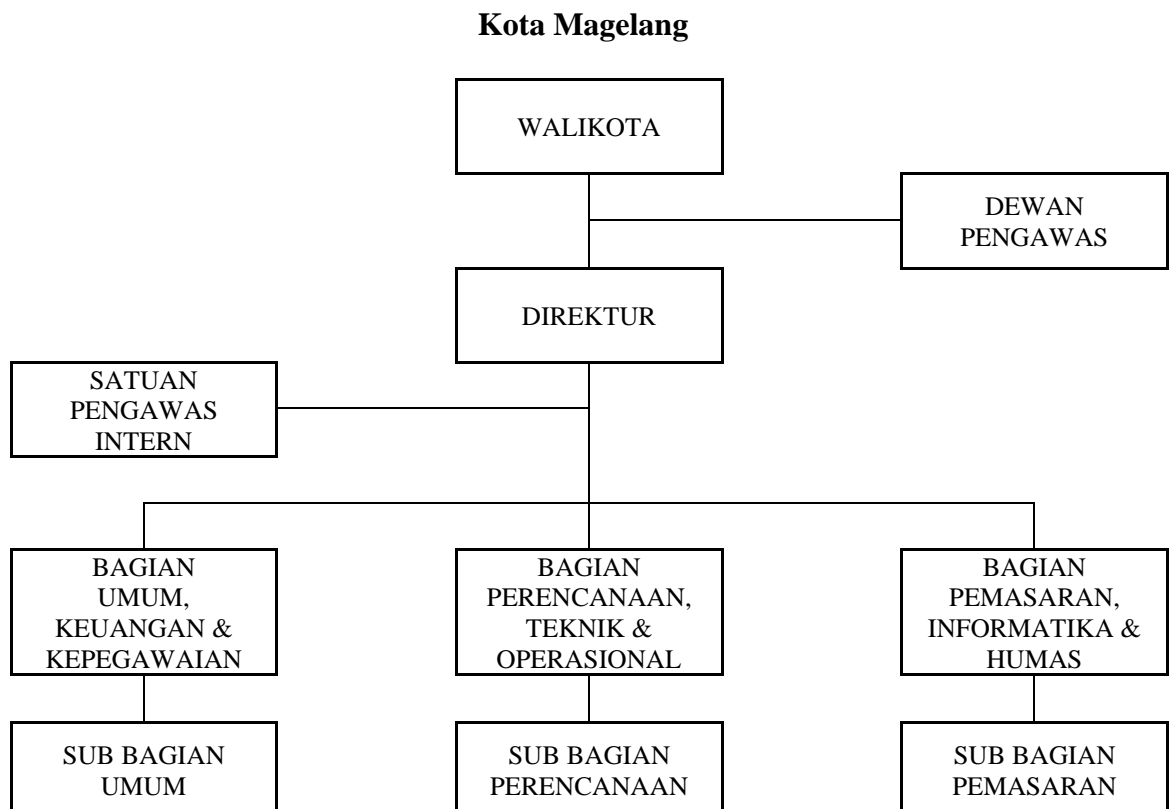 Kota Magelang
WALIKOTA
DEWAN
PENGAWAS
DIREKTUR
SATUAN
PENGAWAS
INTERN
BAGIAN
UMUM,
KEUANGAN &
KEPEGAWAIAN
BAGIAN
PERENCANAAN,
TEKNIK &
OPERASIONAL
BAGIAN
PEMASARAN,
INFORMATIKA &
HUMAS
SUB BAGIAN
UMUM
SUB BAGIAN
PERENCANAAN
SUB BAGIAN
PEMASARAN